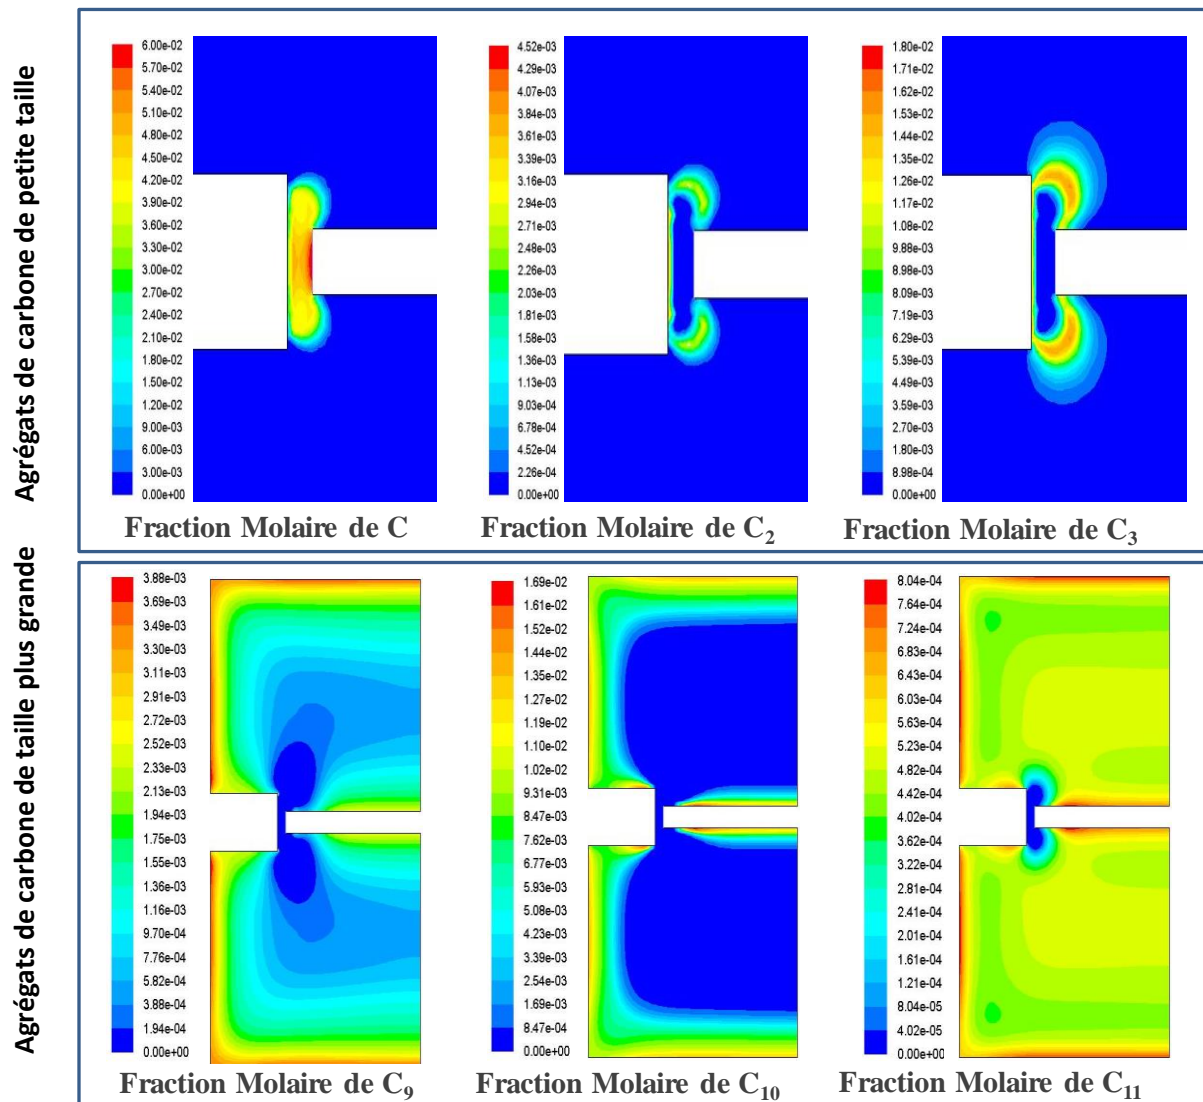 Agrégats de carbone de petite taille
6.00e-02
5.70e-02
5.40e-02
5.10e-02
4.80e-02
4.50e-02
4.20e-02
3.90e-02
3.60e-02
3.30e-02
3.00e-02
2.70e-02
2.40e-02
2.10e-02
1.80e-02
1.50e-02
1.20e-02
9.00e-03
6.00e-03
3.00e-03
0.00e+00
Fraction Molaire de C
4.52e-03
4.29e-03
4.07e-03
3.84e-03
3.61e-03
3.39e-03
3.16e-03
2.94e-03
2.71e-03
2.48e-03
2.26e-03
2.03e-03
1.81e-03
1.58e-03
1.36e-03
1.13e-03
9.03e-04
6.78e-04
4.52e-04
2.26e-04
0.00e+00
Fraction Molaire de C₂
1.80e-02
1.71e-02
1.62e-02
1.53e-02
1.44e-02
1.35e-02
1.26e-02
1.17e-02
1.08e-02
9.88e-03
8.98e-03
8.09e-03
7.19e-03
6.29e-03
5.39e-03
4.49e-03
3.59e-03
2.70e-03
1.80e-03
8.98e-04
0.00e+00
Fraction Molaire de C₃
Agrégats de carbone de taille plus grande
3.88e-03
3.69e-03
3.49e-03
3.30e-03
3.11e-03
2.91e-03
2.72e-03
2.52e-03
2.33e-03
2.13e-03
1.94e-03
1.75e-03
1.55e-03
1.36e-03
1.16e-03
9.70e-04
7.76e-04
5.82e-04
3.88e-04
1.94e-04
0.00e+00
Fraction Molaire de C₉
1.69e-02
1.61e-02
1.52e-02
1.44e-02
1.35e-02
1.27e-02
1.19e-02
1.10e-02
1.02e-02
9.31e-03
8.47e-03
7.62e-03
6.77e-03
5.93e-03
5.08e-03
4.23e-03
3.39e-03
2.54e-03
1.69e-03
8.47e-04
0.00e+00
Fraction Molaire de C₁₀
8.04e-04
7.64e-04
7.24e-04
6.83e-04
6.43e-04
6.03e-04
5.63e-04
5.23e-04
4.82e-04
4.42e-04
4.02e-04
3.62e-04
3.22e-04
2.81e-04
2.41e-04
2.01e-04
1.61e-04
1.21e-04
8.04e-05
4.02e-05
0.00e+00
Fraction Molaire de C₁₁